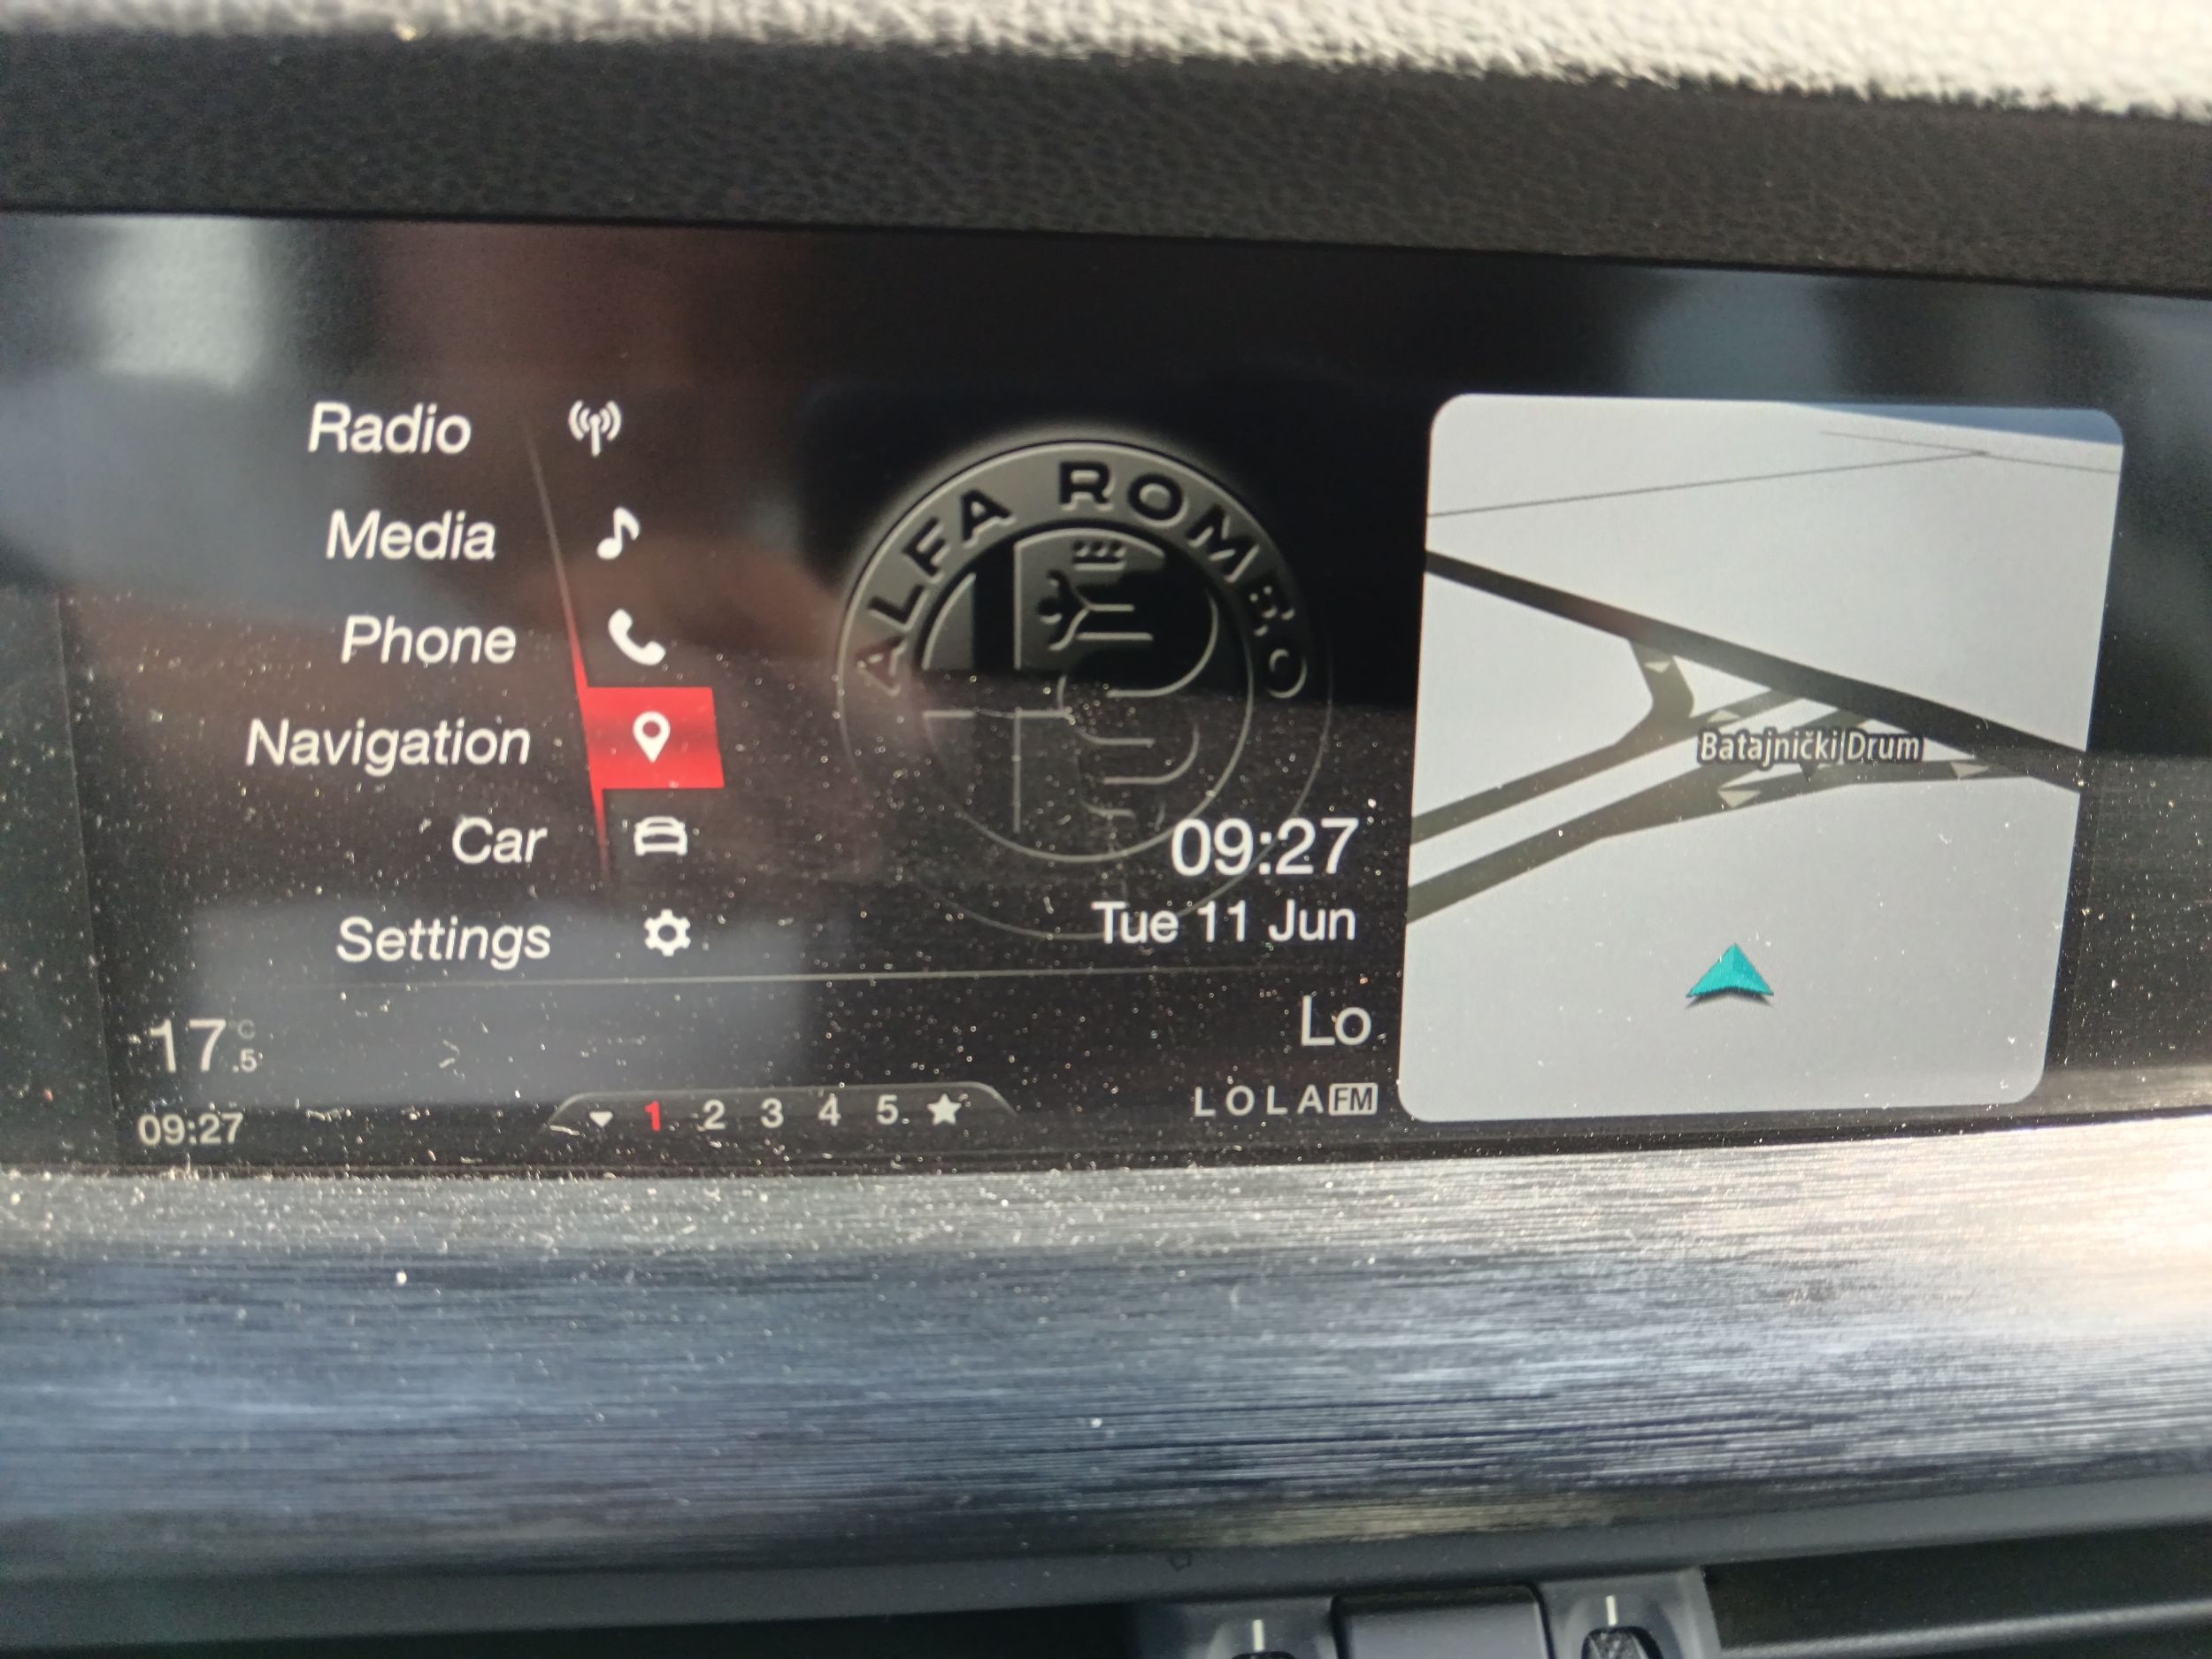 Radio
Media
Phone
Navigation
Car
Settings
ALFA ROMEO
09:27
Tue 11 Jun
Batajnički Drum
17.5 C
Lo
09:27
1 2 3 4 5
LOLA FM